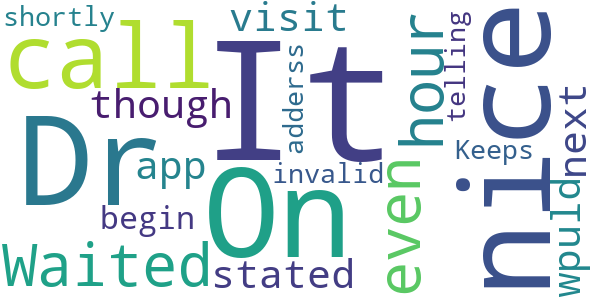 shortly
visit
call
It
though
Dr
app
adderss
On
invalid
begin
Waited
stated
even
hour
telling
Keeps
nice
next
wpuld